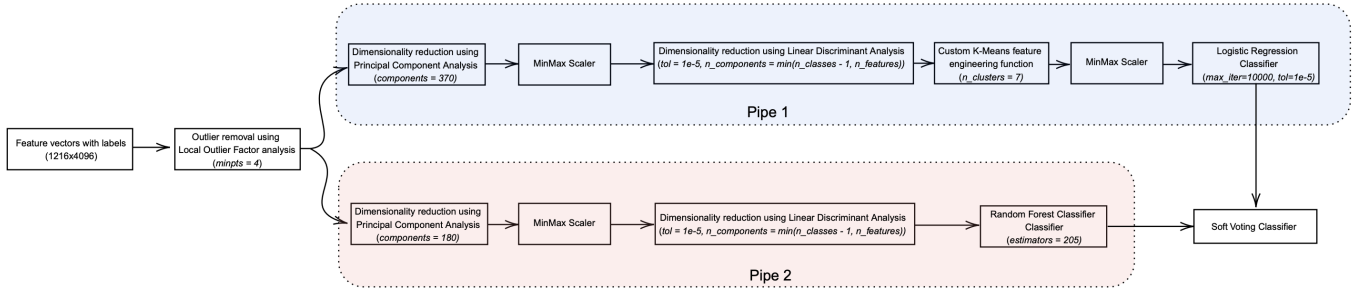 Feature vectors with labels
(1216x4096)
Outlier removal using
Local Outlier Factor analysis
(minpts = 4)
Dimensionality reduction using
Principal Component Analysis
(components = 370)
MinMax Scaler
Dimensionality reduction using Linear Discriminant Analysis
(tol = 1e-5, n_components = min(n_classes - 1, n_features))
Custom K-Means feature
engineering function
(n_clusters = 7)
MinMax Scaler
Logistic Regression
Classifier
(max_iter=10000, tol=1e-5)
Pipe 1
Dimensionality reduction using
Principal Component Analysis
(components = 180)
MinMax Scaler
Dimensionality reduction using Linear Discriminant Analysis
(tol = 1e-5, n_components = min(n_classes - 1, n_features))
Random Forest Classifier
Classifier
(estimators = 205)
Soft Voting Classifier
Pipe 2